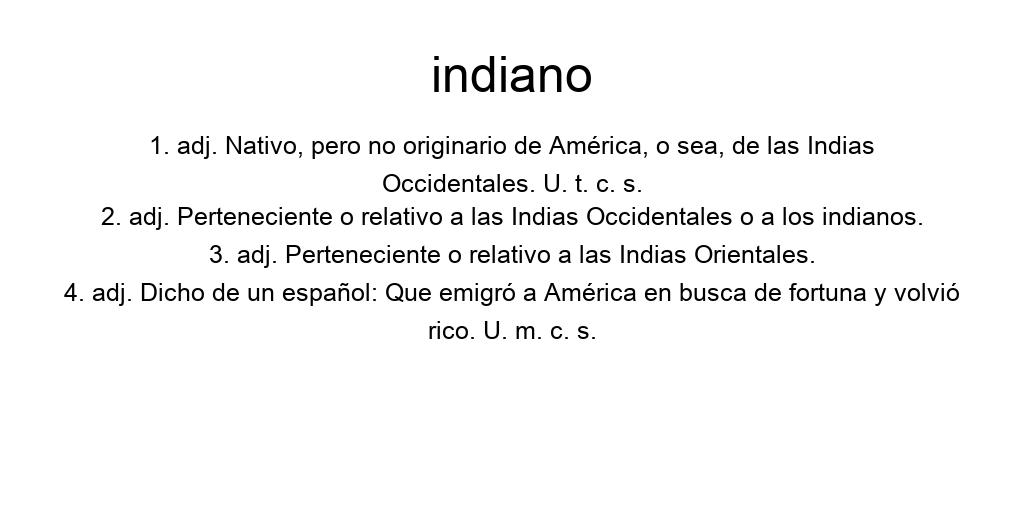 indiano
1. adj. Nativo, pero no originario de América, o sea, de las Indias
Occidentales. U. t. c. s.
2. adj. Perteneciente o relativo a las Indias Occidentales o a los indianos.
3. adj. Perteneciente o relativo a las Indias Orientales.
4. adj. Dicho de un español: Que emigró a América en busca de fortuna y volvió
rico. U. m. c. s.